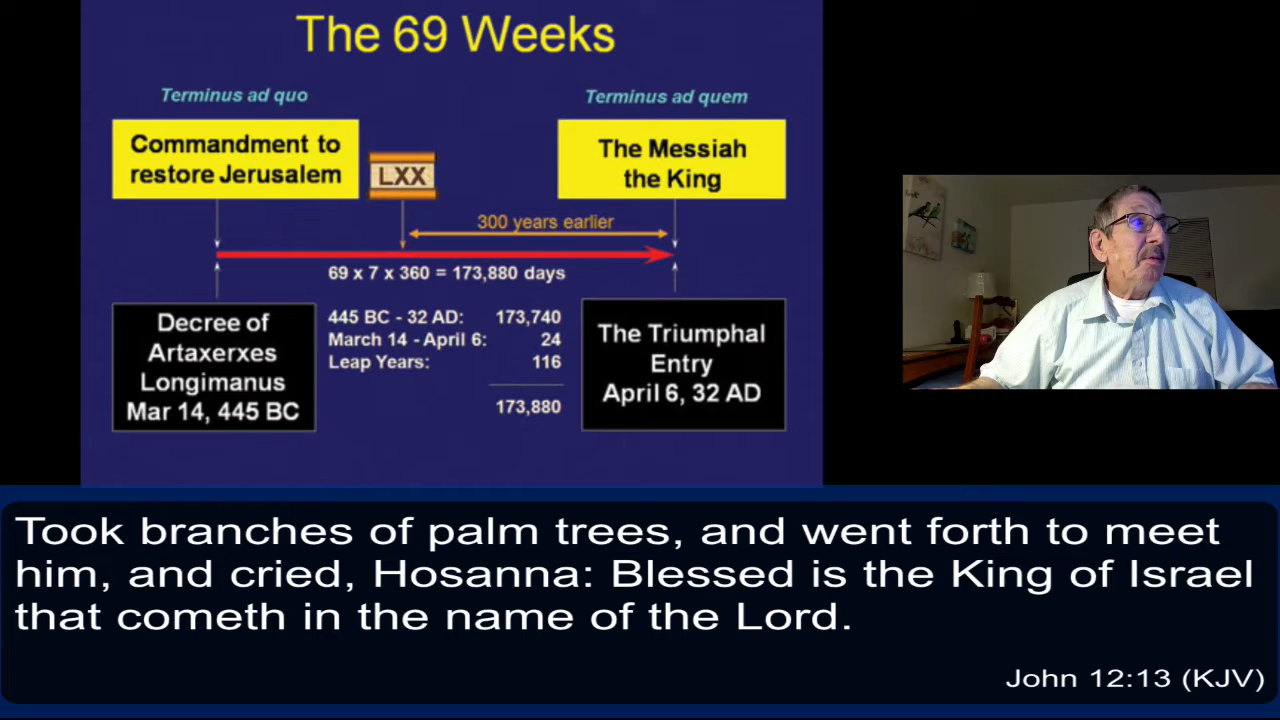 The 69 Weeks
Terminus ad quo
Terminus ad quem
Commandment to
restore Jerusalem
LXX
The Messiah
the King
300 years earlier
69 x 7 x 360 = 173,880 days
Decree of
Artaxerxes
Longimanus
Mar 14, 445 BC
445 BC - 32 AD: 173,740
March 14 - April 6: 24
Leap Years: 116
173,880
The Triumphal
Entry
April 6, 32 AD
Took branches of palm trees, and went forth to meet
him, and cried, Hosanna: Blessed is the King of Israel
that cometh in the name of the Lord.
John 12:13 (KJV)